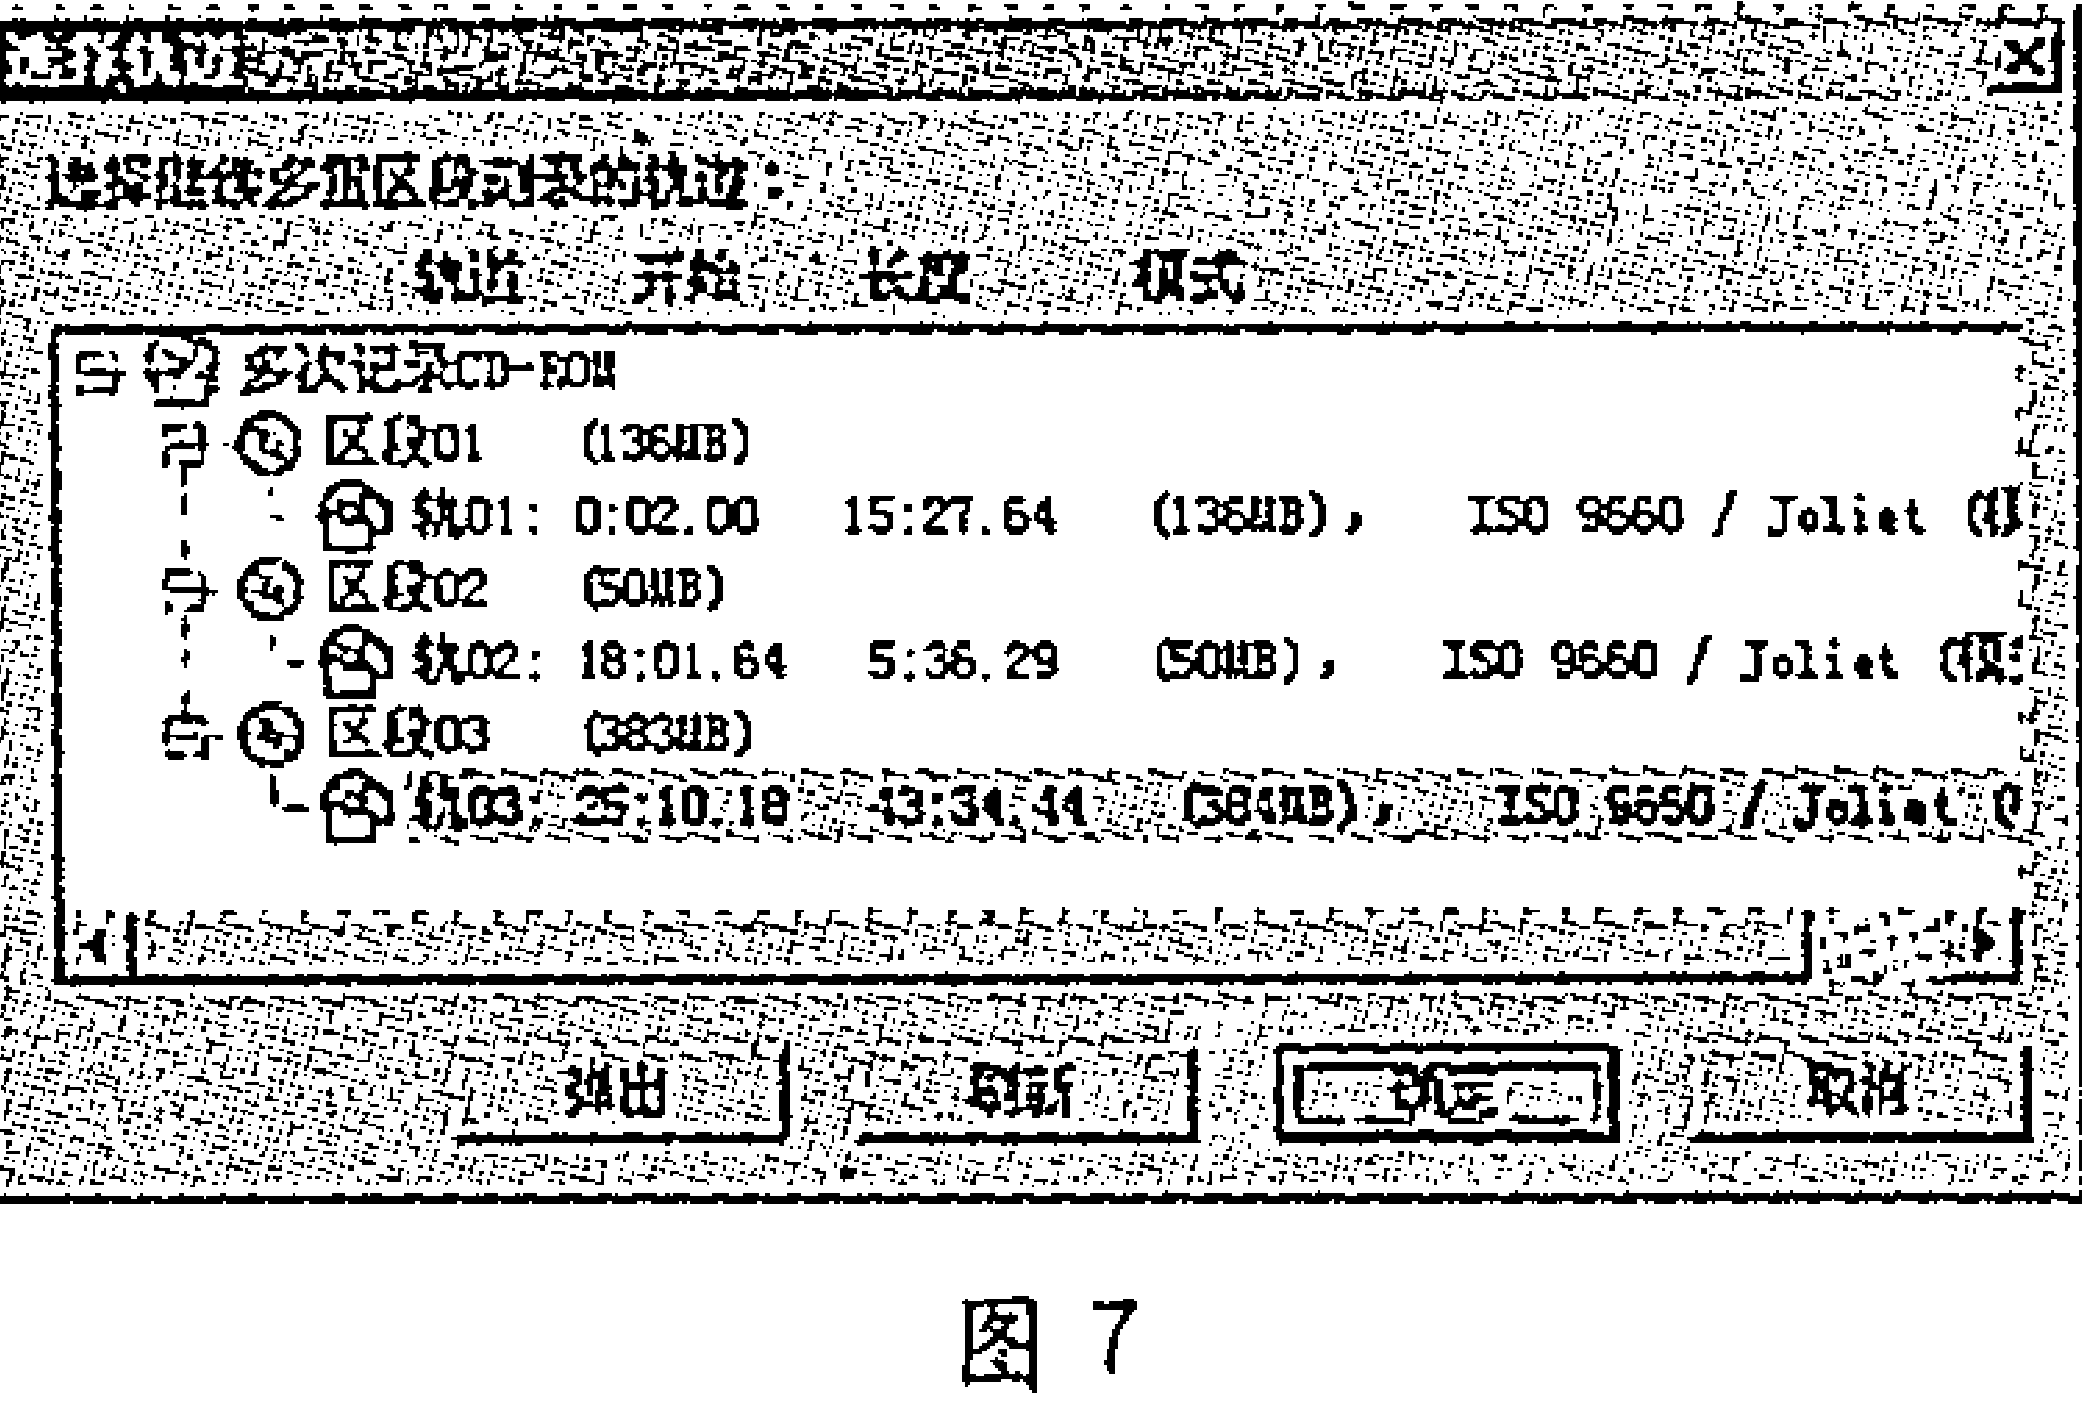 选择轨道
选择继续多重区段刻录的轨道:
轨道 开始 长度 模式
多次记录CD-ROM
区段01 (136MB)
轨01: 0:02.00 15:27.64 (136MB), ISO 9660 / Joliet (模
区段02 (50MB)
轨02: 18:01.64 5:36.29 (50MB), ISO 9660 / Joliet (模
区段03 (383MB)
轨03: 26:10.18 43:34.44 (384MB), ISO 9660 / Joliet (
弹出 刷新 取消
图 7